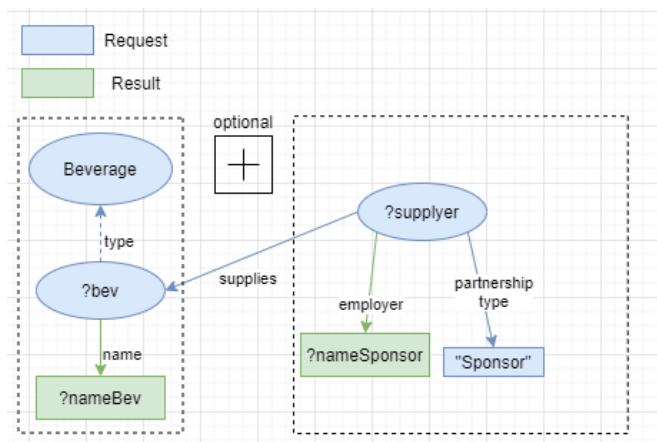 Request
Result
optional
Beverage
?supplyer
type
?bev
supplies
partnership
type
employer
name
?nameSponsor
"Sponsor"
?nameBev